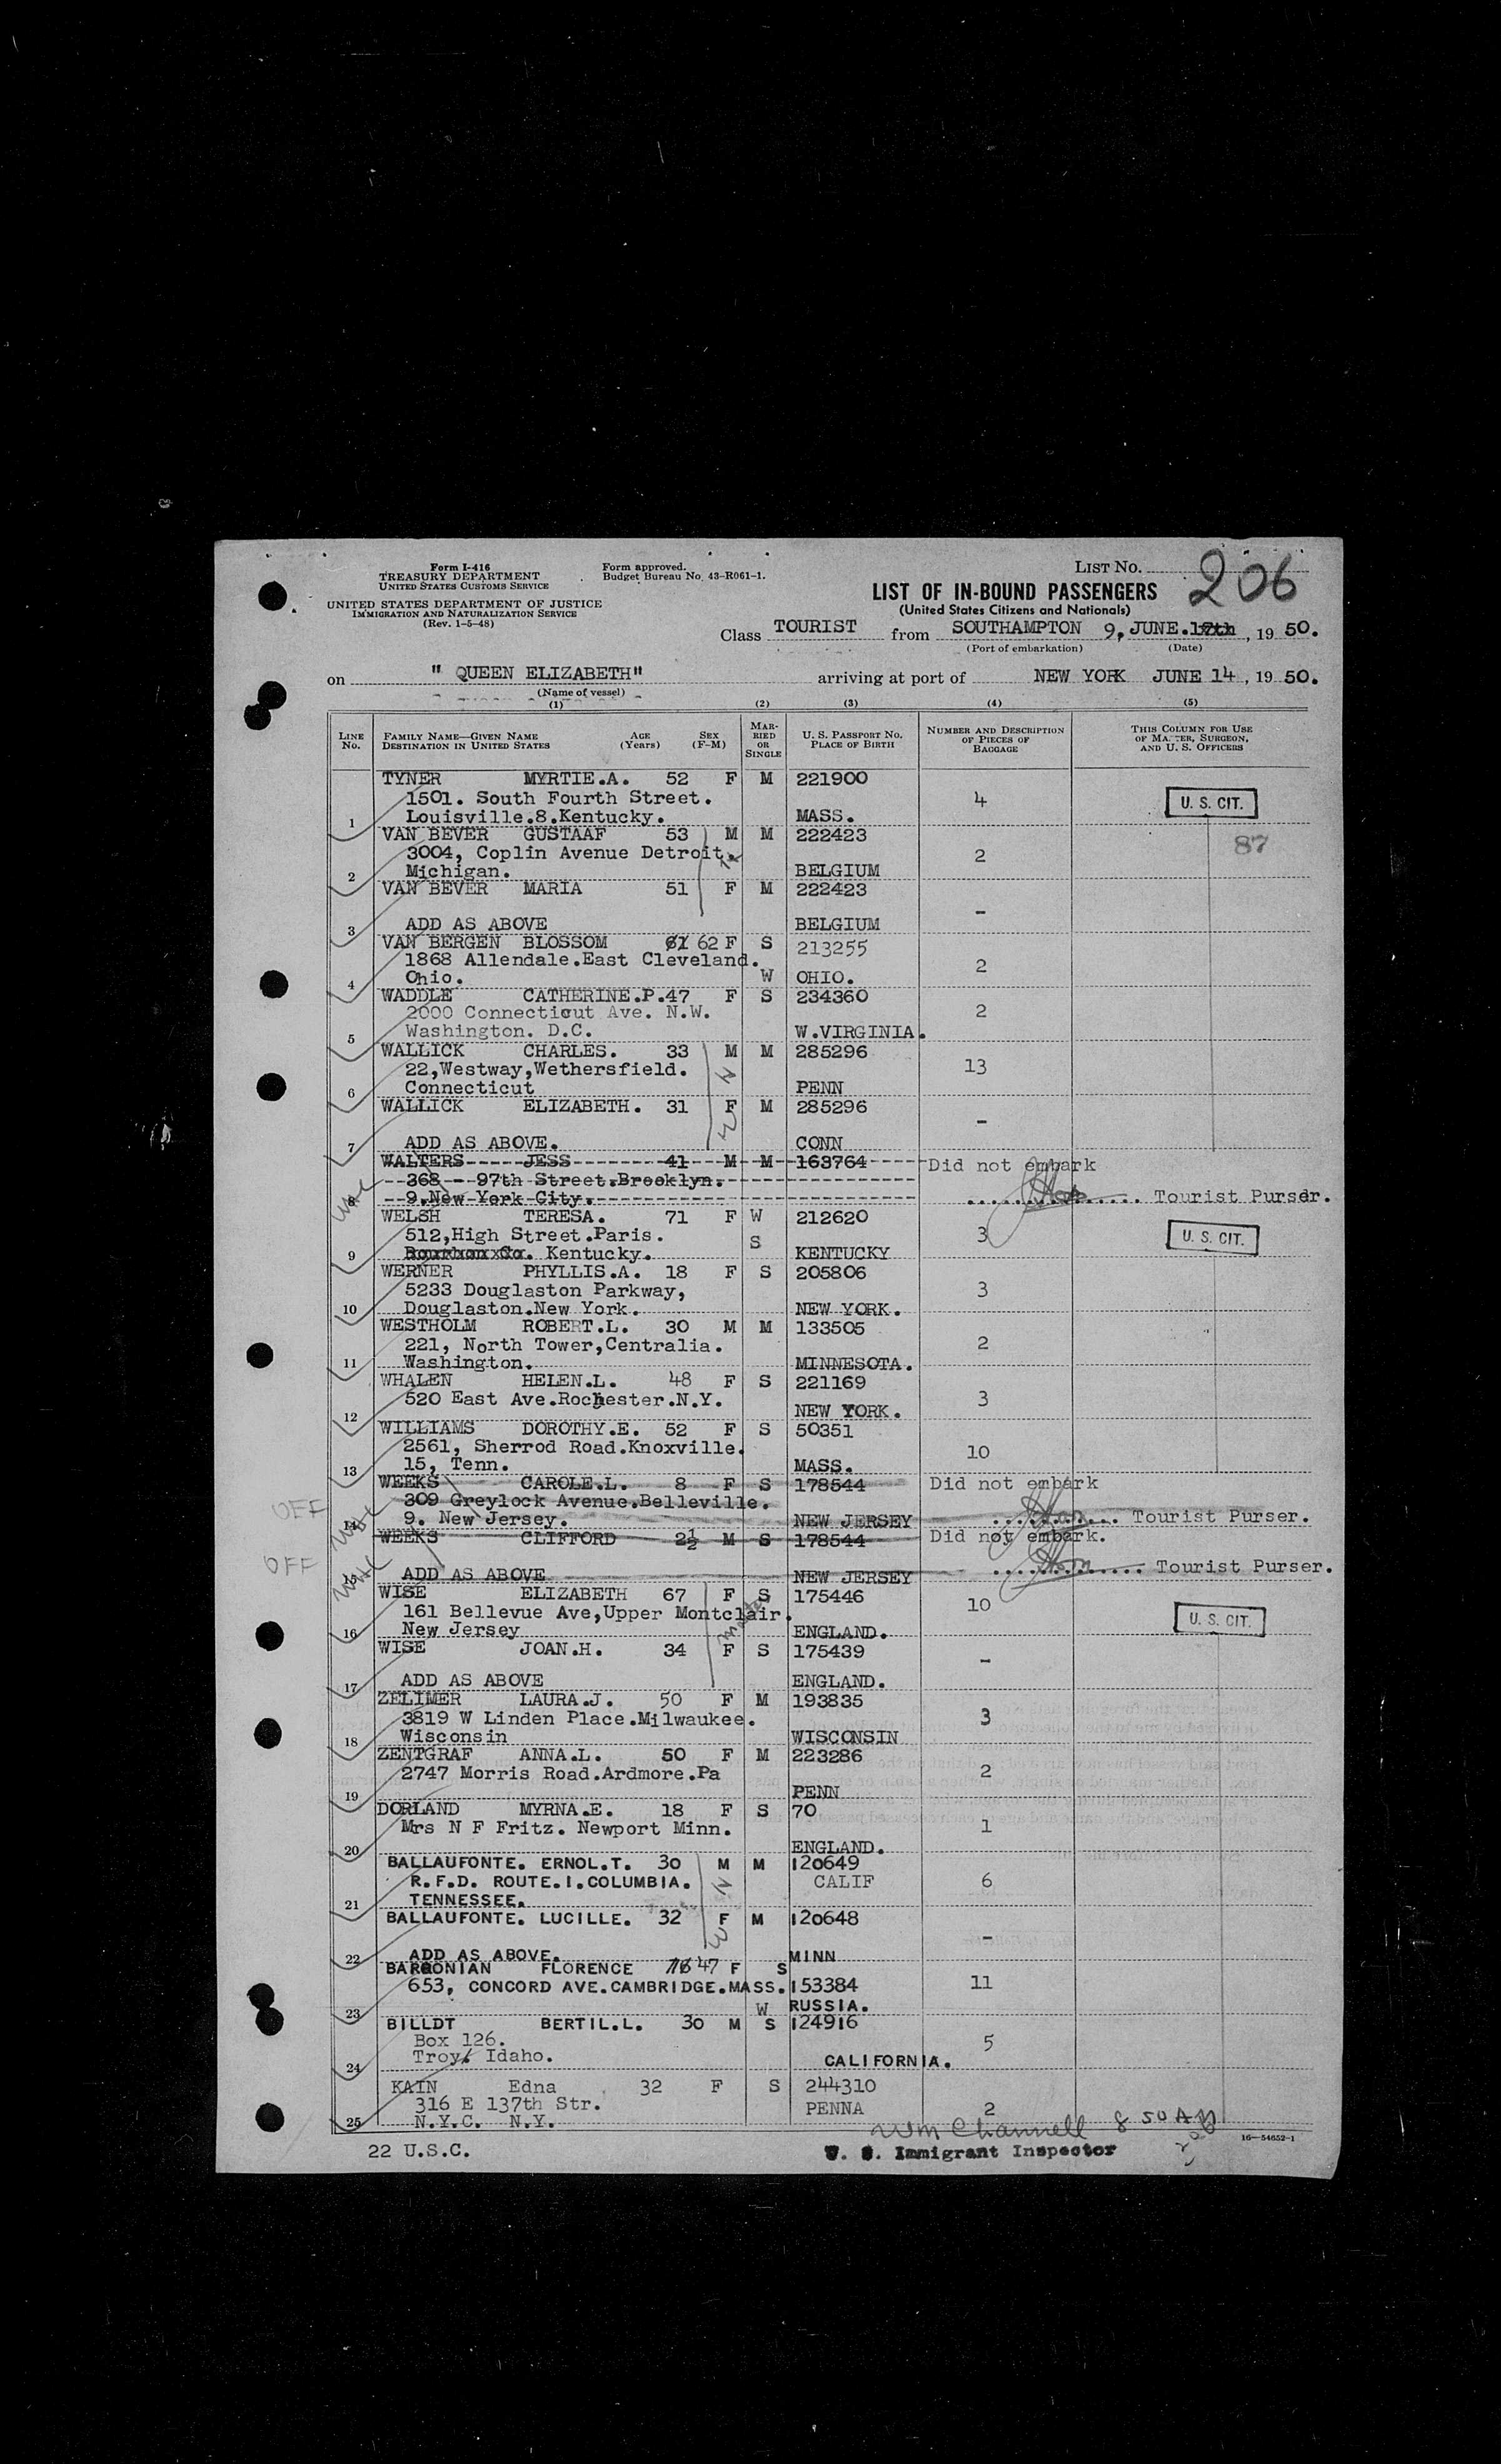 Form I-416
TREASURY DEPARTMENT
UNITED STATES CUSTOMS SERVICE
UNITED STATES DEPARTMENT OF JUSTICE
IMMIGRATION AND NATURALIZATION SERVICE
(Rev. 1-5-48)
Form approved.
Budget Bureau No. 43-R061-1.
LIST NO. 206
LIST OF IN-BOUND PASSENGERS
(United States Citizens and Nationals)
Class TOURIST from SOUTHAMPTON 9, JUNE. 17th, 19 50.
(Port of embarkation) (Date)
on " QUEEN ELIZABETH" arriving at port of NEW YORK JUNE 14, 19 50.
(Name of vessel)
(1) (2) (3) (4) (5)
LINE NO. FAMILY NAME—GIVEN NAME DESTINATION IN UNITED STATES AGE (Years) SEX (F-M) MARRIED OR SINGLE U. S. PASSPORT NO. PLACE OF BIRTH NUMBER AND DESCRIPTION OF PIECES OF BAGGAGE THIS COLUMN FOR USE OF MASTER, SURGEON, AND U. S. OFFICERS
TYNER MYRTIE.A. 52 F M 221900
1501. South Fourth Street. 4 U. S. CIT.
1 Louisville.8.Kentucky. MASS.
VAN BEVER GUSTAAF 53 M M 222423 87
3004, Coplin Avenue Detroit. 2
2 Michigan. BELGIUM
VAN BEVER MARIA 51 F M 222423
-
3 ADD AS ABOVE BELGIUM
VAN BERGEN BLOSSOM 61 62 F S 213255
1868 Allendale.East Cleveland. 2
4 Ohio. W OHIO.
WADDLE CATHERINE.P.47 F S 234360
2000 Connecticut Ave. N.W. 2
5 Washington. D.C. W.VIRGINIA.
WALLICK CHARLES. 33 M M 285296
22,Westway,Wethersfield. H 13
6 Connecticut PENN
WALLICK ELIZABETH. 31 F M 285296
W -
7 ADD AS ABOVE. CONN
WALTERS JESS 41 M M 163764 Did not embark
368 - 97th Street.Brooklyn.
8 9.New York City. Tourist Purser.
WELSH TERESA. 71 F W 212620
512,High Street.Paris. S 3 U. S. CIT.
9 Bourbon Co. Kentucky. KENTUCKY
WERNER PHYLLIS.A. 18 F S 205806
5233 Douglaston Parkway, 3
10 Douglaston.New York. NEW YORK.
WESTHOLM ROBERT.L. 30 M M 133505
221, North Tower,Centralia. 2
11 Washington. MINNESOTA.
WHALEN HELEN.L. 48 F S 221169
520 East Ave.Rochester.N.Y. 3
12 NEW YORK.
WILLIAMS DOROTHY.E. 52 F S 50351
2561, Sherrod Road.Knoxville. 10
13 15, Tenn. MASS.
WEEKS CAROLE.L. 8 F S 178544 Did not embark
OFF 309 Greylock Avenue.Belleville.
14 9. New Jersey. NEW JERSEY Tourist Purser.
WEEKS CLIFFORD 2½ M S 178544 Did not embark.
OFF
15 ADD AS ABOVE NEW JERSEY Tourist Purser.
WISE ELIZABETH 67 F S 175446
161 Bellevue Ave,Upper Montclair. 10 U. S. CIT.
16 New Jersey ENGLAND.
WISE JOAN.H. 34 F S 175439
-
17 ADD AS ABOVE ENGLAND.
ZELIMER LAURA.J. 50 F M 193835
3819 W Linden Place.Milwaukee. 3
18 Wisconsin WISCONSIN
ZENTGRAF ANNA.L. 50 F M 223286
2747 Morris Road.Ardmore.Pa 2
19 PENN
DORLAND MYRNA.E. 18 F S 70
Mrs N F Fritz. Newport Minn. 1
20 ENGLAND.
BALLAUFONTE. ERNOL.T. 30 M M 120649
R.F.D. ROUTE.1.COLUMBIA. H CALIF 6
21 TENNESSEE.
BALLAUFONTE. LUCILLE. 32 F M 120648
W -
22 ADD AS ABOVE. MINN
BAROONIAN FLORENCE 47 F S
653, CONCORD AVE.CAMBRIDGE.MASS. 153384 11
23 W RUSSIA.
BILLDT BERTIL.L. 30 M S 124916
Box 126. 5
24 Troy. Idaho. CALIFORNIA.
KAIN Edna 32 F S 244310
316 E 137th Str. PENNA 2
25 N.Y.C. N.Y.
Wm Channell 8 50 AM
22 U.S.C. U. S. Immigrant Inspector 16—54652-1